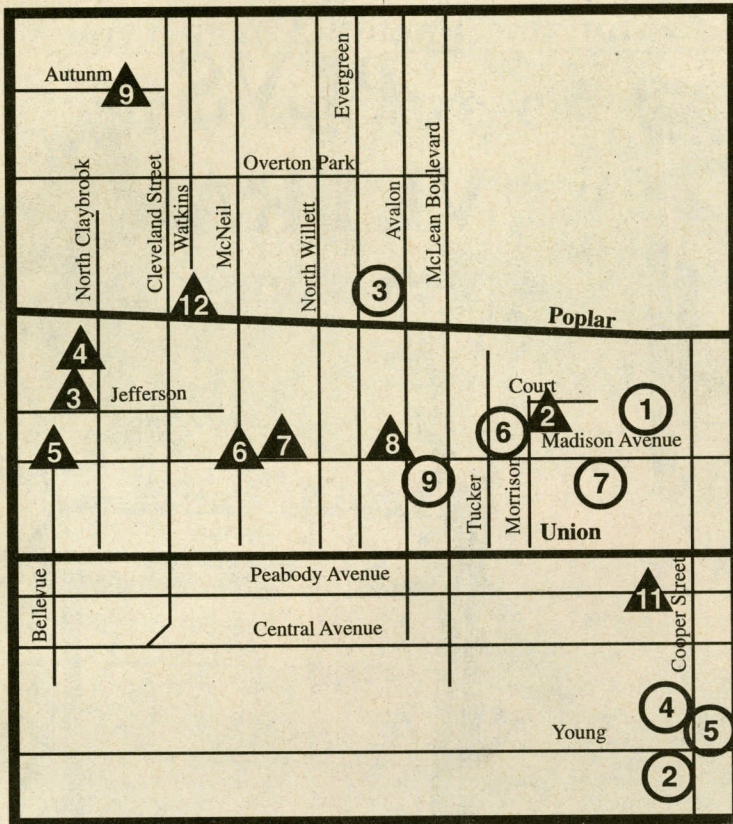 Autunm
9
Evergreen
Overton Park
North Claybrook
Cleveland Street
Watkins
McNeil
North Willett
Avalon
McLean Boulevard
12
3
Poplar
4
3
Jefferson
Court
2
1
5
6
7
8
6
Madison Avenue
9
7
Tucker
Morrison
Union
Bellevue
Peabody Avenue
11
Cooper Street
Central Avenue
4
5
Young
2